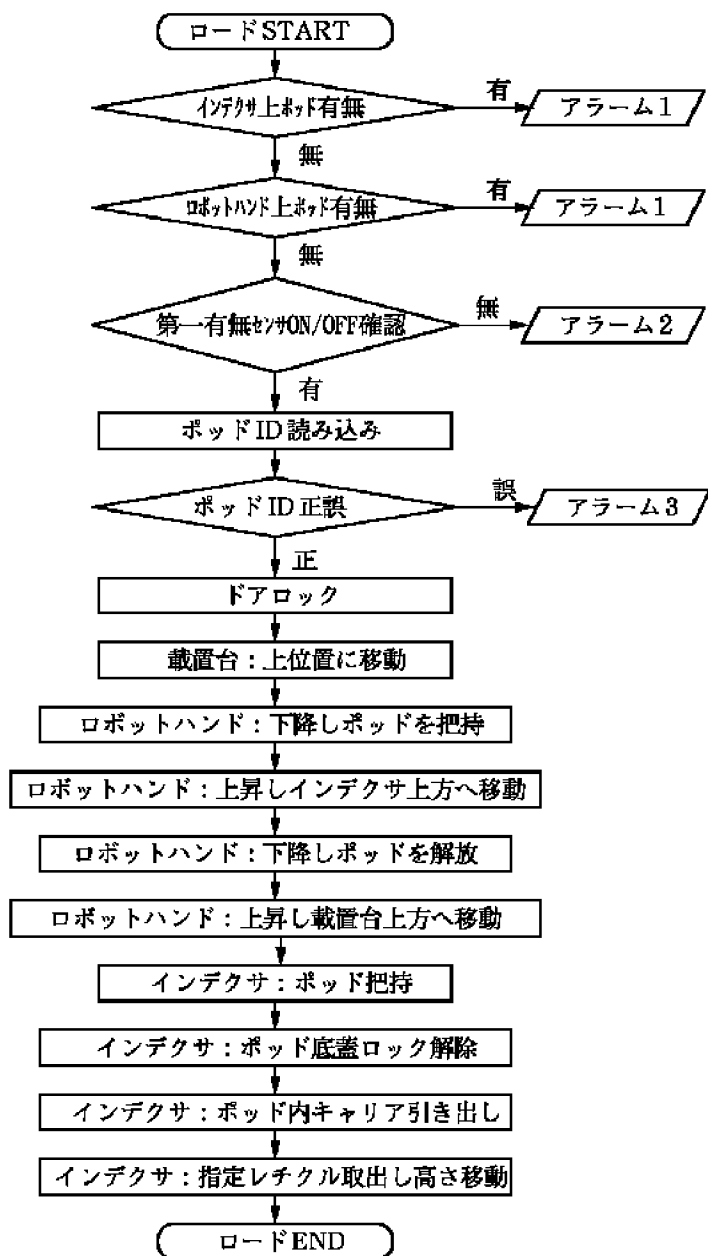 ロードSTART
インデクサ上ポッド有無
有
アラーム1
無
ロボットハンド上ポッド有無
有
アラーム1
無
第一有無センサON/OFF確認
無
アラーム2
有
ポッドID読み込み
ポッドID正誤
誤
アラーム3
正
ドアロック
載置台：上位置に移動
ロボットハンド：下降しポッドを把持
ロボットハンド：上昇しインデクサ上方へ移動
ロボットハンド：下降しポッドを解放
ロボットハンド：上昇し載置台上方へ移動
インデクサ：ポッド把持
インデクサ：ポッド底蓋ロック解除
インデクサ：ポッド内キャリア引き出し
インデクサ：指定レチクル取出し高さ移動
ロードEND